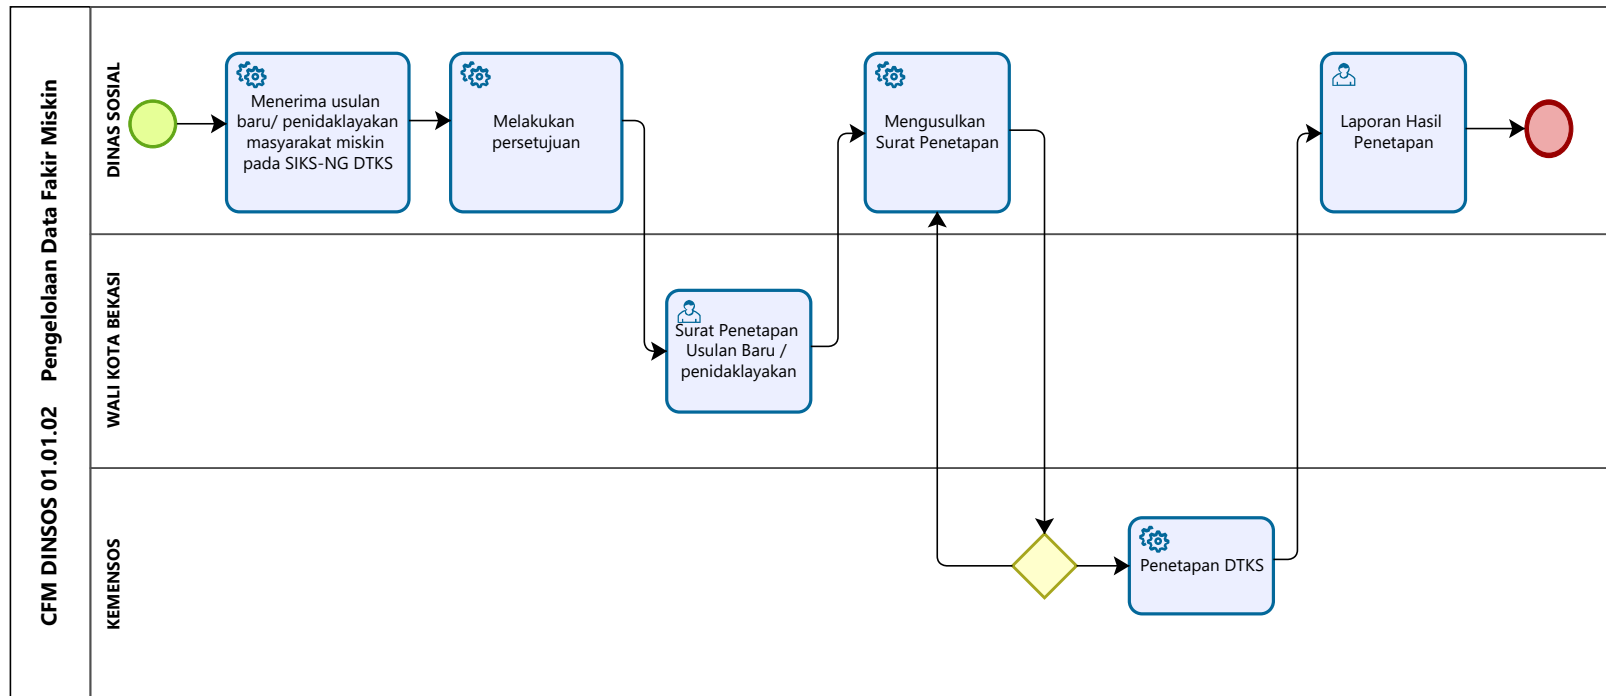 CFM DINSOS 01.01.02    Pengelolaan Data Fakir Miskin
DINAS SOSIAL
Menerima usulan
baru/ penidaklayakan
masyarakat miskin
pada SIKS-NG DTKS
Melakukan
persetujuan
Mengusulkan
Surat Penetapan
Laporan Hasil
Penetapan
WALI KOTA BEKASI
Surat Penetapan
Usulan Baru /
penidaklayakan
KEMENSOS
Penetapan DTKS